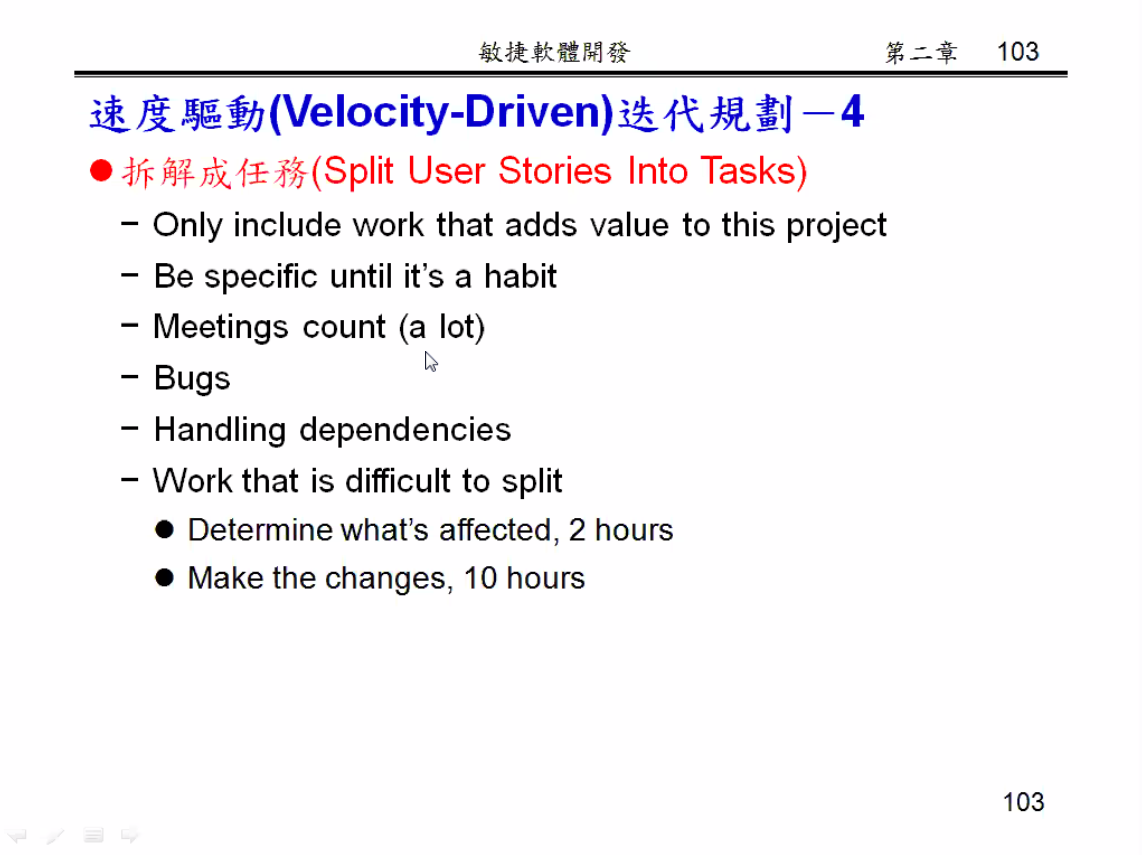 敏捷軟體開發 第二章 103
速度驅動(Velocity-Driven)迭代規劃－4
●拆解成任務(Split User Stories Into Tasks)
− Only include work that adds value to this project
− Be specific until it’s a habit
− Meetings count (a lot)
− Bugs
− Handling dependencies
− Work that is difficult to split
● Determine what’s affected, 2 hours
● Make the changes, 10 hours
103